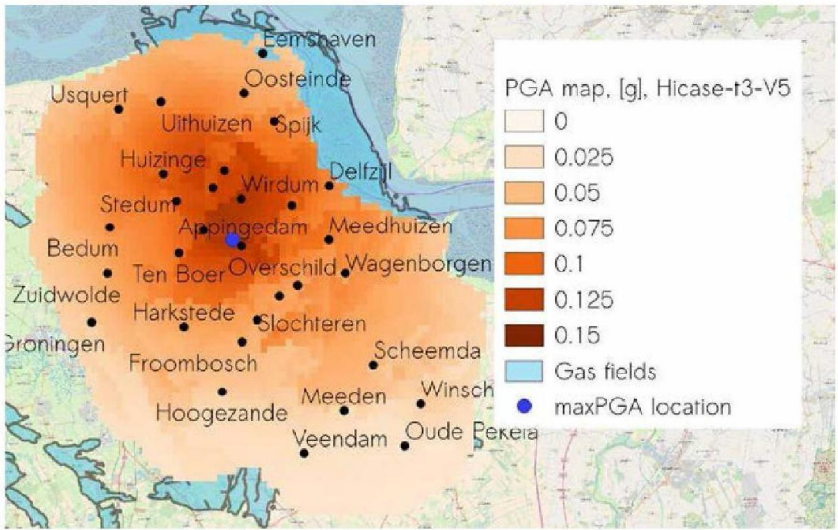 Eemshaven
Oosteinde
Usquert
Uithuizen
Spijk
Huizinge
Delfzijl
Wirdum
Stedum
Appingedam
Meedhuizen
Bedum
Ten Boer
Overschild
Wagenborgen
Zuidwolde
Harkstede
Slochteren
Groningen
Froombosch
Scheemda
Meeden
Winsch
Hoogezande
Veendam
Oude Pekela
PGA map, [g], Hicase-t3-V5
0
0.025
0.05
0.075
0.1
0.125
0.15
Gas fields
maxPGA location